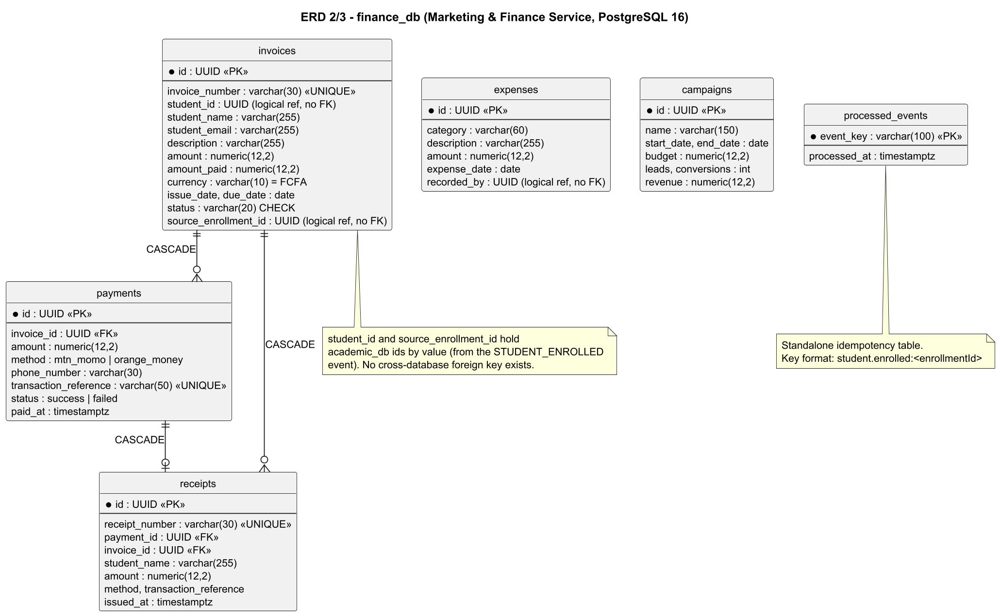 ERD 2/3 - finance_db (Marketing & Finance Service, PostgreSQL 16)
invoices
id : UUID «PK»
invoice_number : varchar(30) «UNIQUE»
student_id : UUID (logical ref, no FK)
student_name : varchar(255)
student_email : varchar(255)
description : varchar(255)
amount : numeric(12,2)
amount_paid : numeric(12,2)
currency : varchar(10) = FCFA
issue_date, due_date : date
status : varchar(20) CHECK
source_enrollment_id : UUID (logical ref, no FK)
expenses
id : UUID «PK»
category : varchar(60)
description : varchar(255)
amount : numeric(12,2)
expense_date : date
recorded_by : UUID (logical ref, no FK)
campaigns
id : UUID «PK»
name : varchar(150)
start_date, end_date : date
budget : numeric(12,2)
leads, conversions : int
revenue : numeric(12,2)
processed_events
event_key : varchar(100) «PK»
processed_at : timestamptz
CASCADE
payments
id : UUID «PK»
invoice_id : UUID «FK»
amount : numeric(12,2)
method : mtn_momo | orange_money
phone_number : varchar(30)
transaction_reference : varchar(50) «UNIQUE»
status : success | failed
paid_at : timestamptz
CASCADE
student_id and source_enrollment_id hold
academic_db ids by value (from the STUDENT_ENROLLED
event). No cross-database foreign key exists.
Standalone idempotency table.
Key format: student.enrolled:<enrollmentId>
CASCADE
receipts
id : UUID «PK»
receipt_number : varchar(30) «UNIQUE»
payment_id : UUID «FK»
invoice_id : UUID «FK»
student_name : varchar(255)
amount : numeric(12,2)
method, transaction_reference
issued_at : timestamptz